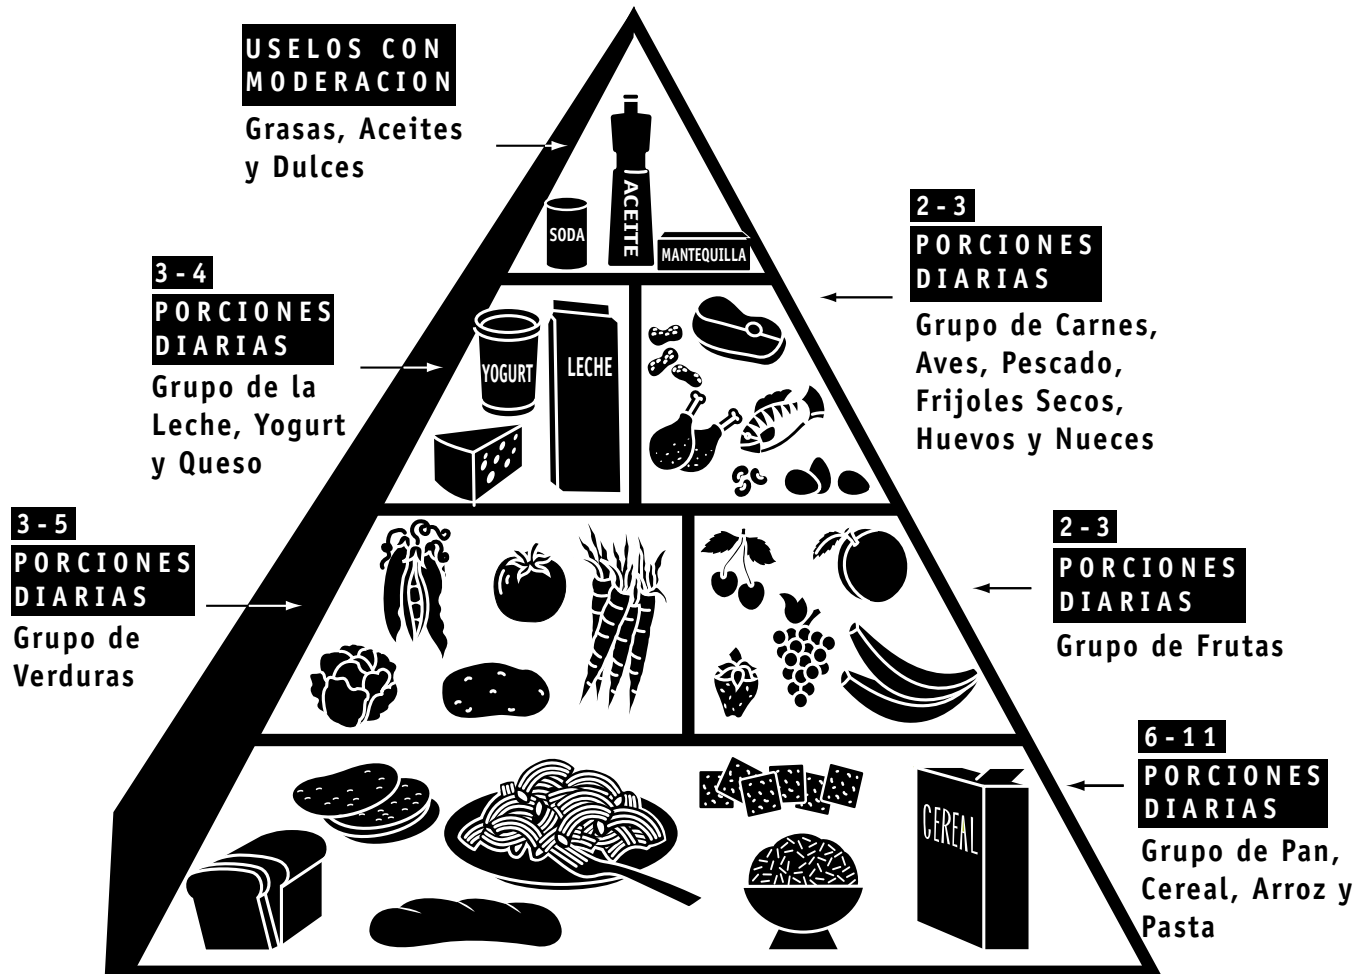 USELOS CON
MODERACION
Grasas, Aceites
y Dulces
ACEITE
SODA
MANTEQUILLA
2-3
PORCIONES
DIARIAS
Grupo de Carnes,
Aves, Pescado,
Frijoles Secos,
Huevos y Nueces
3-4
PORCIONES
DIARIAS
Grupo de la
Leche, Yogurt
y Queso
YOGURT
LECHE
3-5
PORCIONES
DIARIAS
Grupo de
Verduras
2-3
PORCIONES
DIARIAS
Grupo de Frutas
6-11
PORCIONES
DIARIAS
Grupo de Pan,
Cereal, Arroz y
Pasta
CEREAL